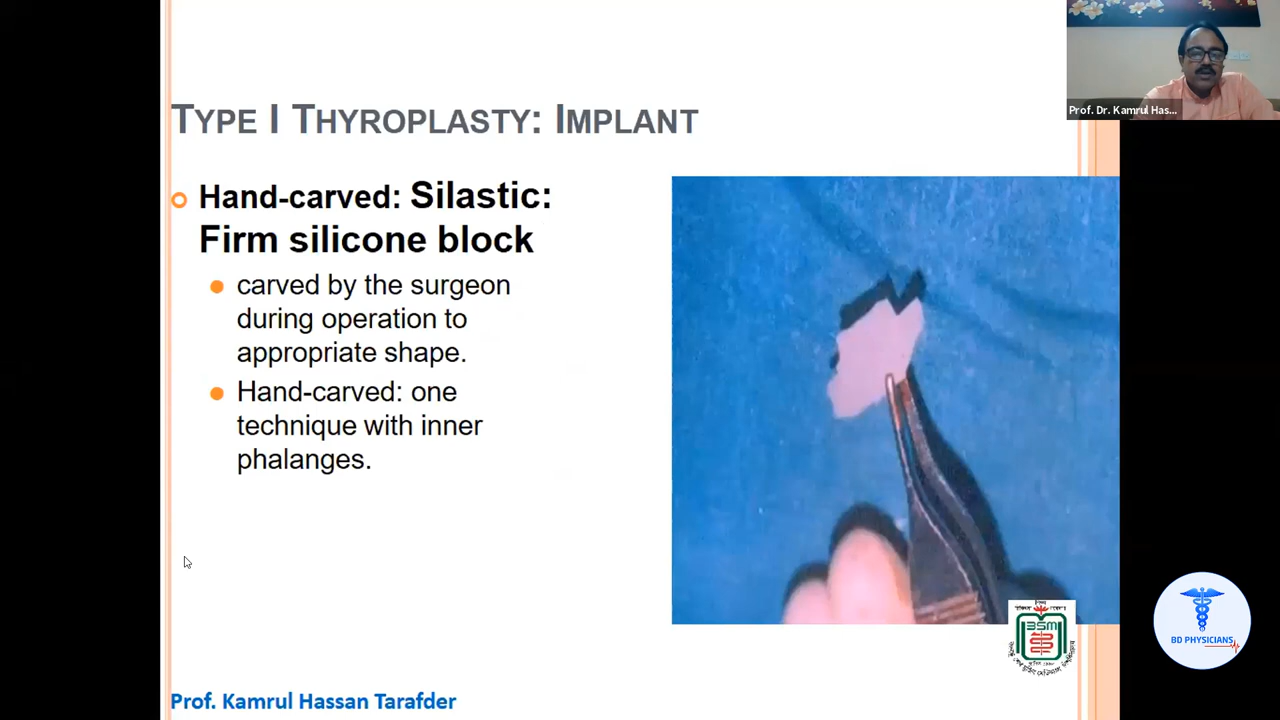 Prof. Dr. Kamrul Has...
TYPE I THYROPLASTY: IMPLANT
Hand-carved: Silastic:
Firm silicone block
carved by the surgeon
during operation to
appropriate shape.
Hand-carved: one
technique with inner
phalanges.
BSM
BD PHYSICIANS
Prof. Kamrul Hassan Tarafder